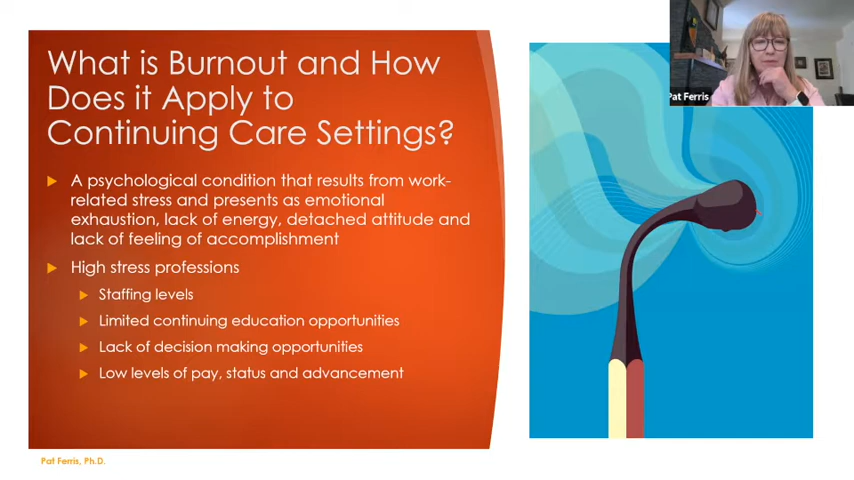 What is Burnout and How
Does it Apply to
Continuing Care Settings?
A psychological condition that results from work-
related stress and presents as emotional
exhaustion, lack of energy, detached attitude and
lack of feeling of accomplishment
High stress professions
Staffing levels
Limited continuing education opportunities
Lack of decision making opportunities
Low levels of pay, status and advancement
Pat Ferris, Ph.D.
Pat Ferris